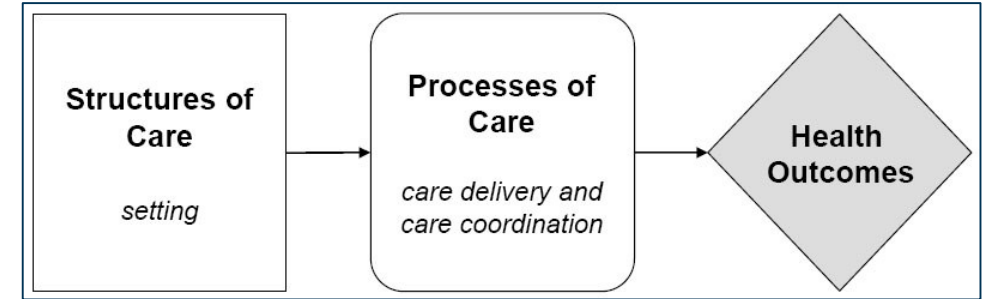 Structures of
Care
setting
Processes of
Care
care delivery and
care coordination
Health
Outcomes